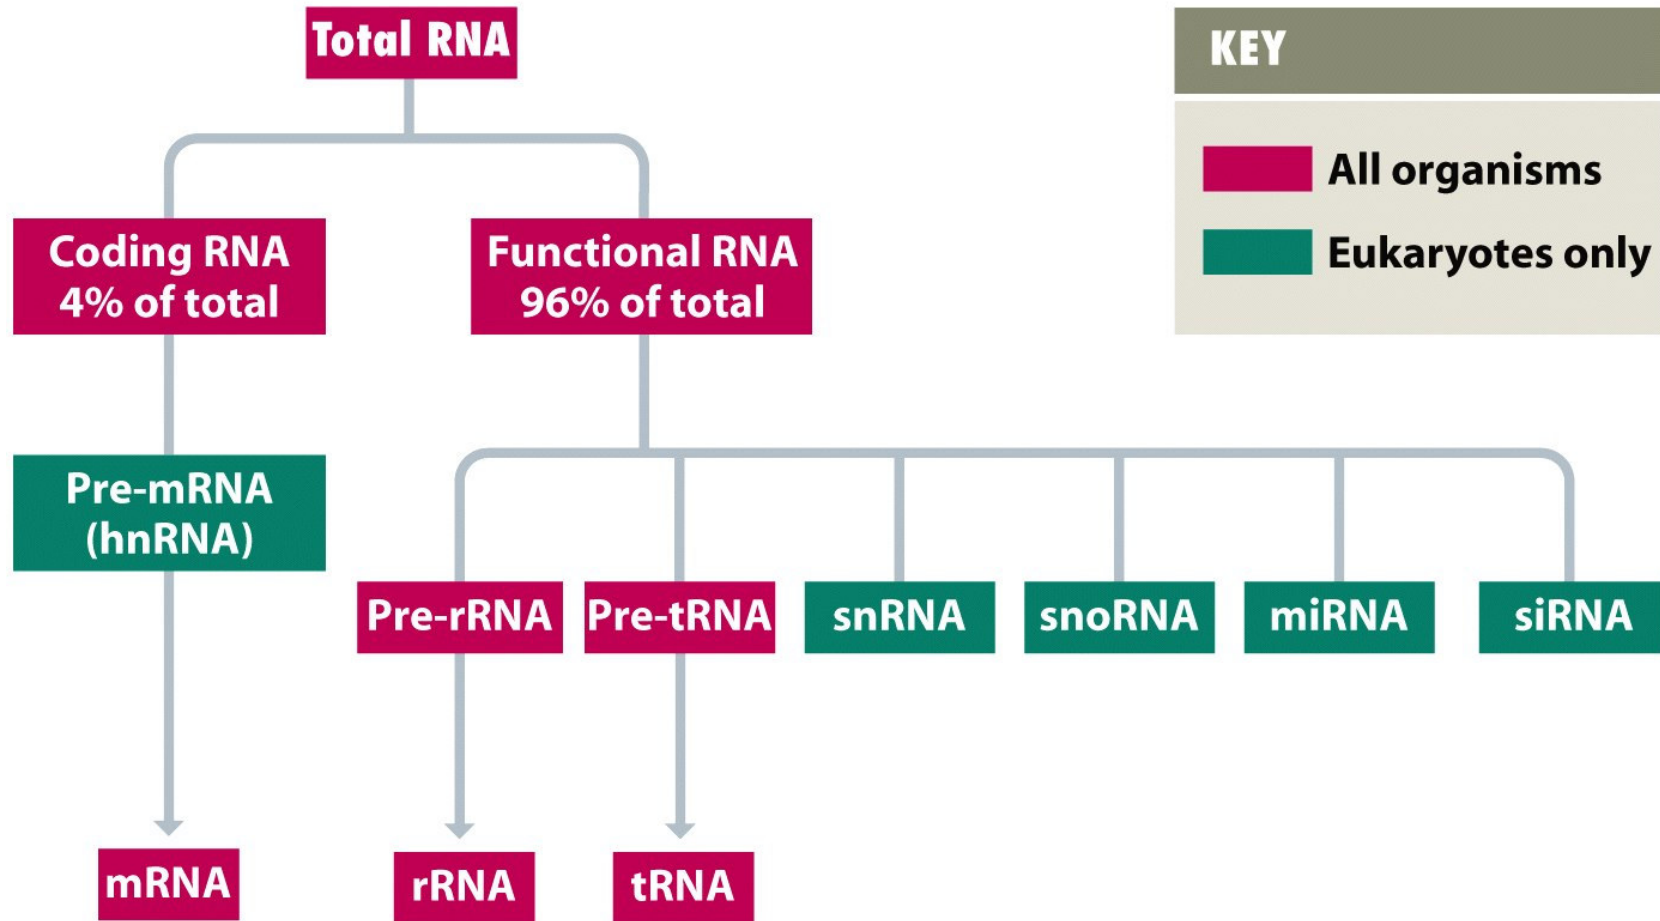 Total RNA
KEY
All organisms
Eukaryotes only
Coding RNA
4% of total
Functional RNA
96% of total
Pre-mRNA
(hnRNA)
Pre-rRNA
Pre-tRNA
snRNA
snoRNA
miRNA
siRNA
mRNA
rRNA
tRNA